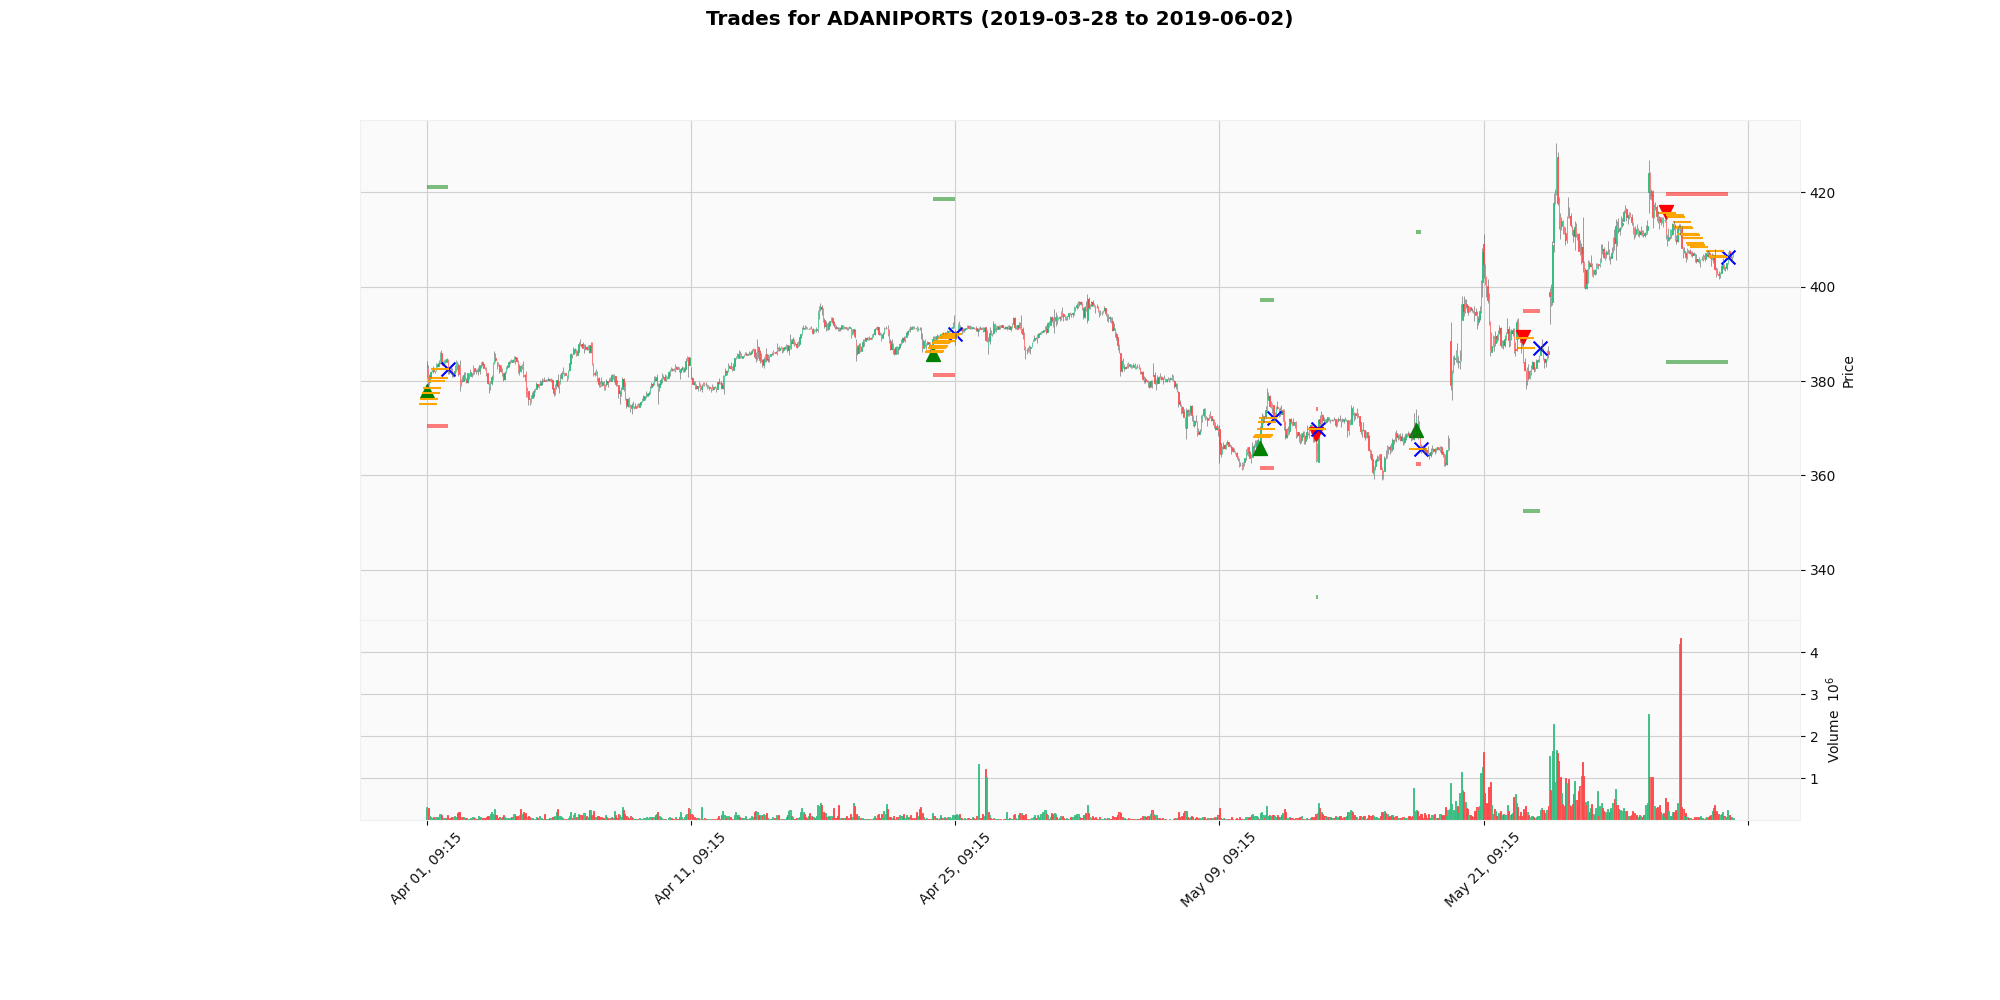 Trades for ADANIPORTS (2019-03-28 to 2019-06-02)
420
400
380
360
340
Price
4
3
2
1
Volume 10^6
Apr 01, 09:15
Apr 11, 09:15
Apr 25, 09:15
May 09, 09:15
May 21, 09:15